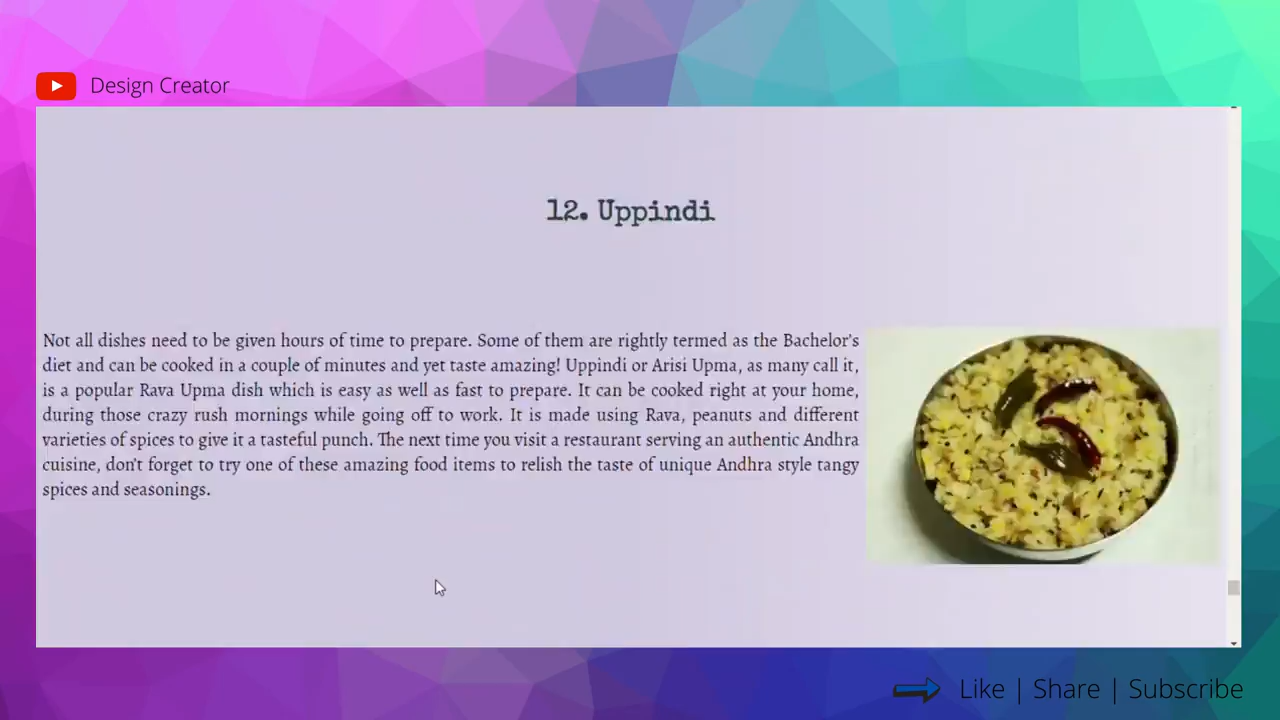 Design Creator
12. Uppindi
Not all dishes need to be given hours of time to prepare. Some of them are rightly termed as the Bachelor's
diet and can be cooked in a couple of minutes and yet taste amazing! Uppindi or Arisi Upma, as many call it,
is a popular Rava Upma dish which is easy as well as fast to prepare. It can be cooked right at your home,
during those crazy rush mornings while going off to work. It is made using Rava, peanuts and different
varieties of spices to give it a tasteful punch. The next time you visit a restaurant serving an authentic Andhra
cuisine, don't forget to try one of these amazing food items to relish the taste of unique Andhra style tangy
spices and seasonings.
Like | Share | Subscribe